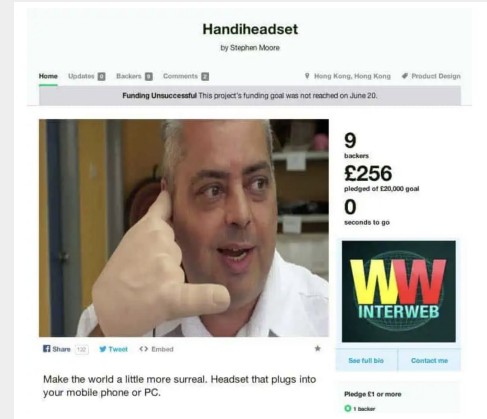 Handiheadset
by Stephen Moore
Home Updates 0 Backers 9 Comments 2 Hong Kong, Hong Kong Product Design
Funding Unsuccessful This project's funding goal was not reached on June 20.
9
backers
£256
pledged of £20,000 goal
0
seconds to go
WW
INTERWEB
Share 132 Tweet <> Embed
See full bio Contact me
Make the world a little more surreal. Headset that plugs into
your mobile phone or PC.
Pledge £1 or more
1 backer